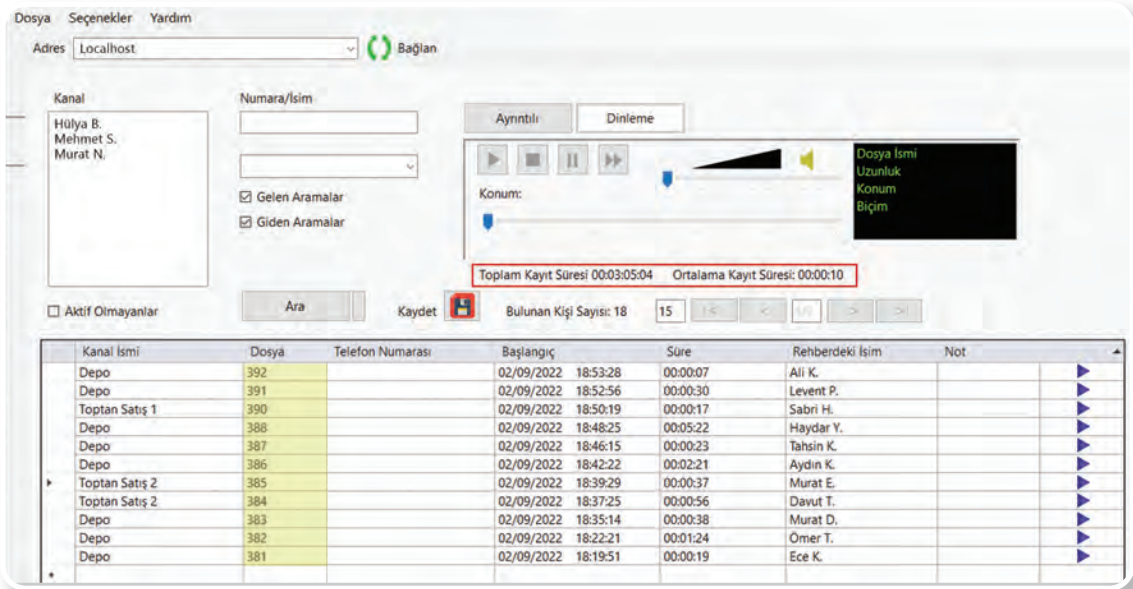 Dosya Seçenekler Yardım
Adres Localhost Bağlan
Kanal
Hülya B.
Mehmet S.
Murat N.
Numara/İsim
Gelen Aramalar
Giden Aramalar
Ayrıntılı Dinleme
Konum:
Dosya İsmi
Uzunluk
Konum
Biçim
Toplam Kayıt Süresi 00:03:05:04 Ortalama Kayıt Süresi: 00:00:10
Aktif Olmayanlar Ara Kaydet Bulunan Kişi Sayısı: 18 15
Kanal İsmi Dosya Telefon Numarası Başlangıç Süre Rehberdeki İsim Not
Depo 392 02/09/2022 18:53:28 00:00:07 Ali K.
Depo 391 02/09/2022 18:52:56 00:00:30 Levent P.
Toptan Satış 1 390 02/09/2022 18:50:19 00:00:17 Sabri H.
Depo 388 02/09/2022 18:48:25 00:05:22 Haydar Y.
Depo 387 02/09/2022 18:46:15 00:00:23 Tahsin K.
Depo 386 02/09/2022 18:42:22 00:02:21 Aydın K.
Toptan Satış 2 385 02/09/2022 18:39:29 00:00:37 Murat E.
Toptan Satış 2 384 02/09/2022 18:37:25 00:00:56 Davut T.
Depo 383 02/09/2022 18:35:14 00:00:38 Murat D.
Depo 382 02/09/2022 18:22:21 00:01:24 Ömer T.
Depo 381 02/09/2022 18:19:51 00:00:19 Ece K.